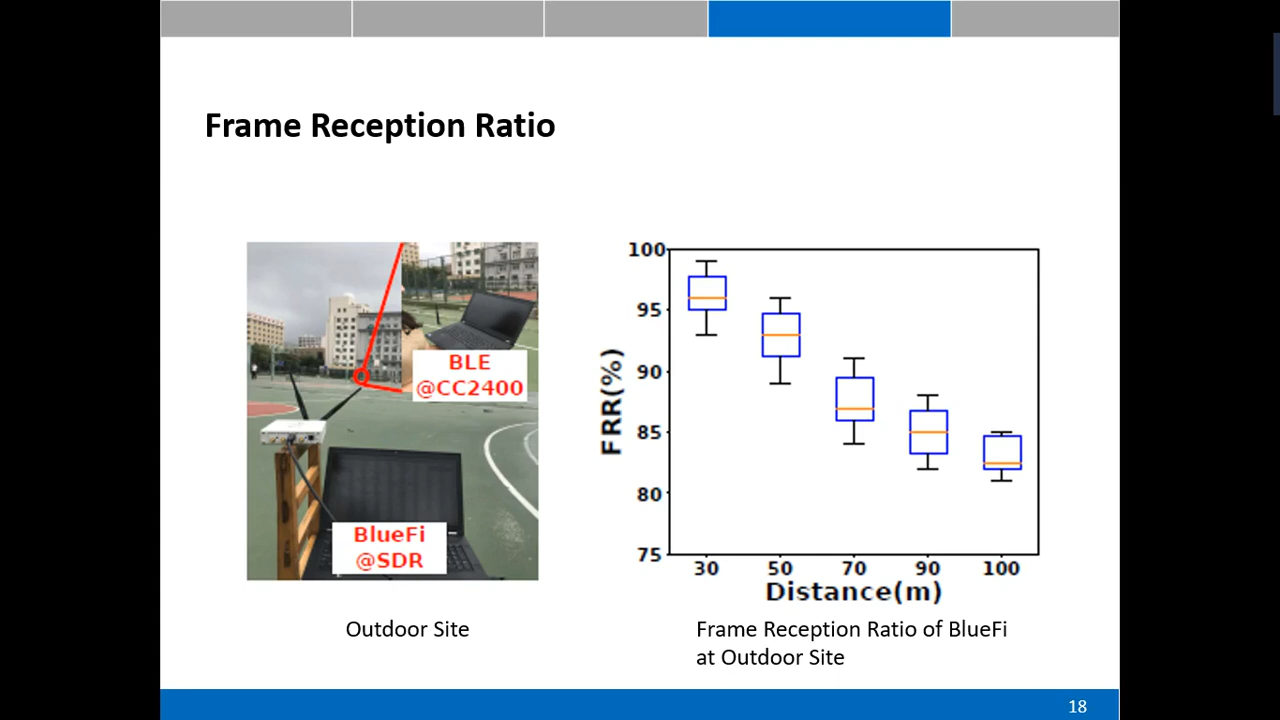 Frame Reception Ratio
BLE
@CC2400
BlueFi
@SDR
Outdoor Site
100
95
90
85
80
75
FRR(%)
30 50 70 90 100
Distance(m)
Frame Reception Ratio of BlueFi
at Outdoor Site
18